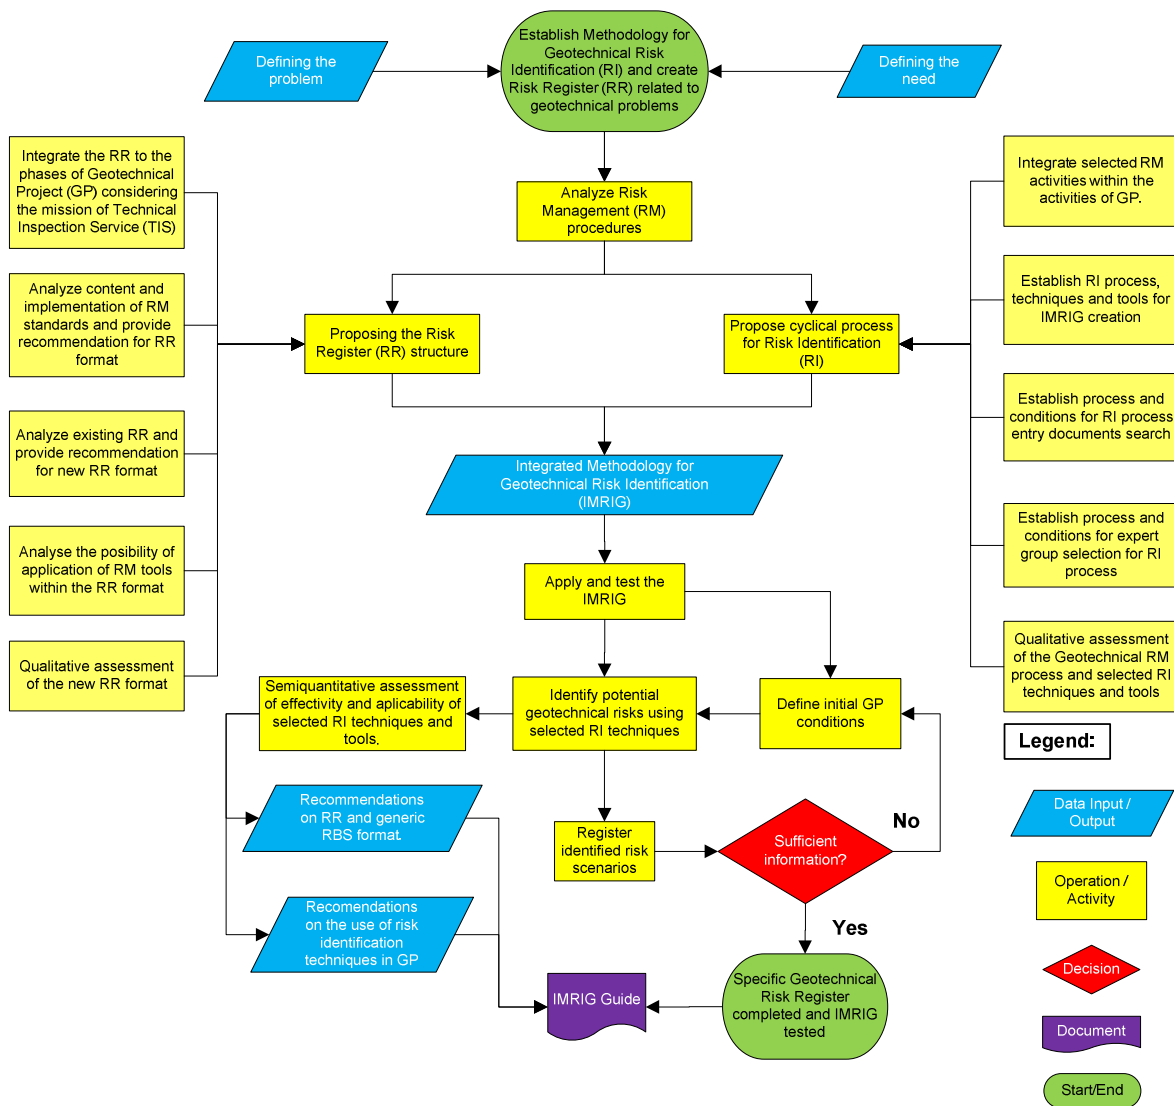 Establish Methodology for
Geotechnical Risk
Identification (RI) and create
Risk Register (RR) related to
geotechnical problems
Defining the
problem
Defining the
need
Integrate the RR to the
phases of Geotechnical
Project (GP) considering
the mission of Technical
Inspection Service (TIS)
Analyze Risk
Management (RM)
procedures
Integrate selected RM
activities within the
activities of GP.
Analyze content and
implementation of RM
standards and provide
recommendation for RR
format
Proposing the Risk
Register (RR) structure
Propose cyclical process
for Risk Identification
(RI)
Establish RI process,
techniques and tools for
IMRIG creation
Analyze existing RR and
provide recommendation
for new RR format
Integrated Methodology for
Geotechnical Risk Identification
(IMRIG)
Establish process and
conditions for RI process
entry documents search
Analyse the posibility of
application of RM tools
within the RR format
Apply and test the
IMRIG
Establish process and
conditions for expert
group selection for RI
process
Qualitative assessment
of the new RR format
Semiquantitative assessment
of effectivity and aplicability of
selected RI techniques and
tools.
Identify potential
geotechnical risks using
selected RI techniques
Define initial GP
conditions
Qualitative assessment
of the Geotechnical RM
process and selected RI
techniques and tools
Legend:
Recommendations
on RR and generic
RBS format.
Register
identified risk
scenarios
Sufficient
information?
No
Data Input /
Output
Yes
Operation /
Activity
Recomendations
on the use of risk
identification
techniques in GP
IMRIG Guide
Specific Geotechnical
Risk Register
completed and IMRIG
tested
Decision
Document
Start/End